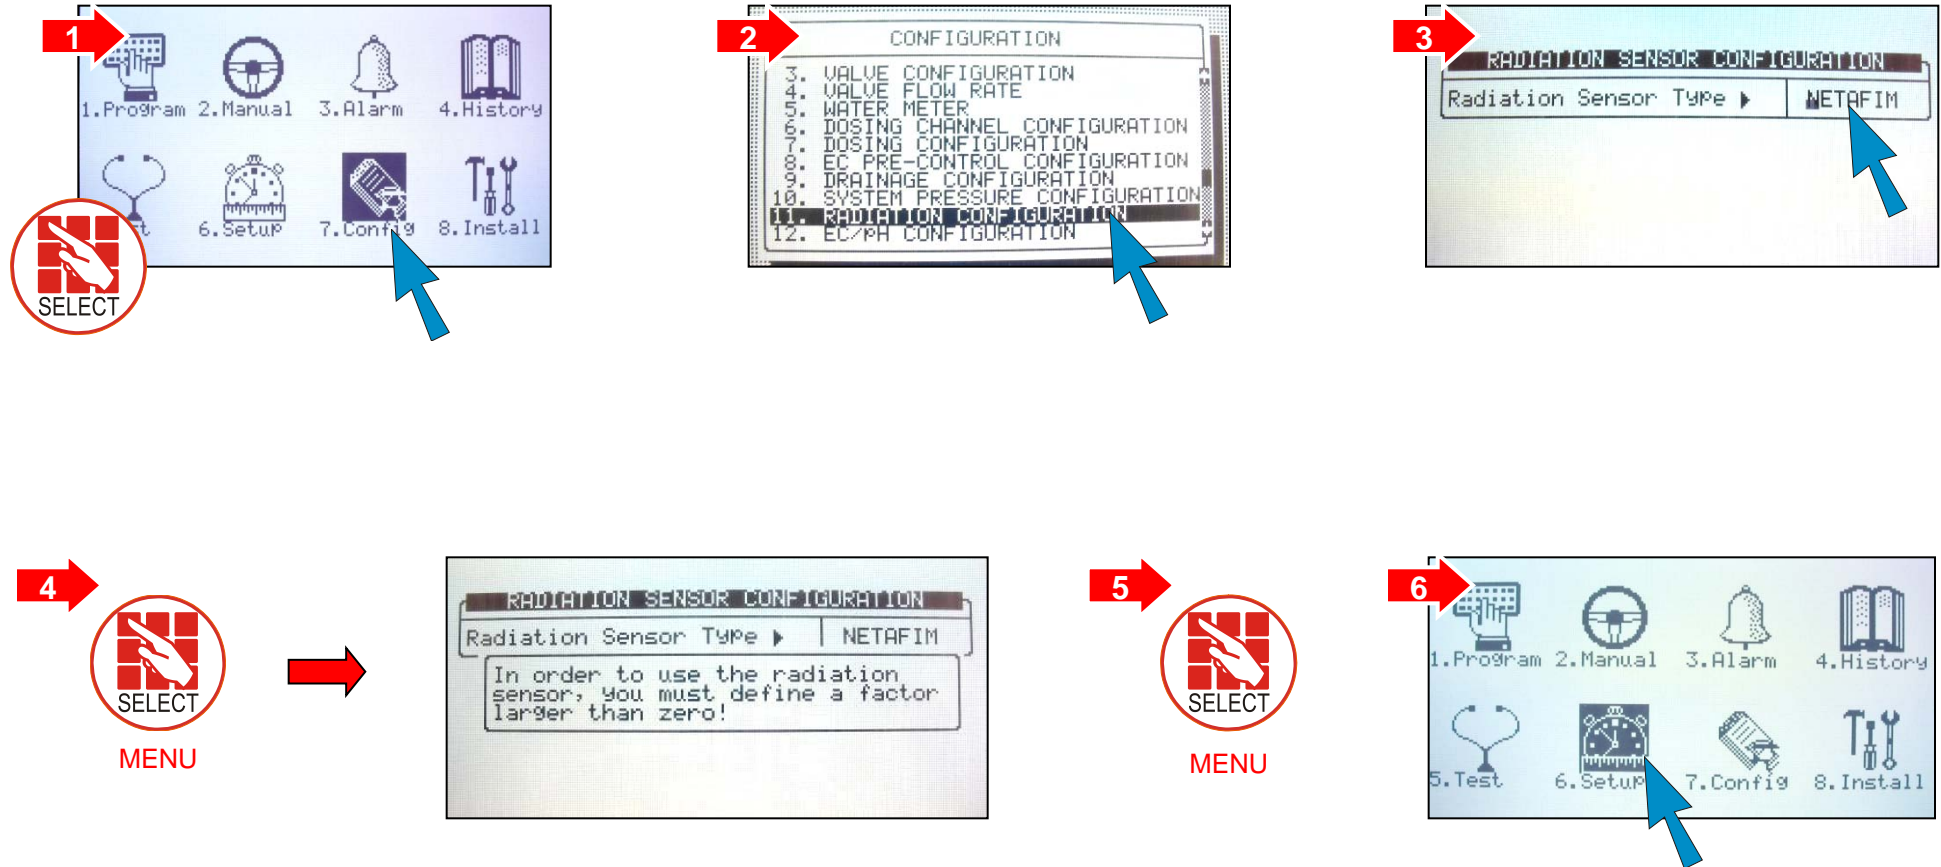 1
1.Program 2.Manual 3.Alarm 4.History
6.Setup 7.Config 8.Install
SELECT
2
CONFIGURATION
3. VALVE CONFIGURATION
4. VALVE FLOW RATE
5. WATER METER
6. DOSING CHANNEL CONFIGURATION
7. DOSING CONFIGURATION
8. EC PRE-CONTROL CONFIGURATION
9. DRAINAGE CONFIGURATION
10. SYSTEM PRESSURE CONFIGURATION
11. RADIATION CONFIGURATION
12. EC/PH CONFIGURATION
3
RADIATION SENSOR CONFIGURATION
Radiation Sensor Type NETAFIM
4
SELECT
MENU
RADIATION SENSOR CONFIGURATION
Radiation Sensor Type NETAFIM
In order to use the radiation
sensor, you must define a factor
larger than zero!
5
SELECT
MENU
6
1.Program 2.Manual 3.Alarm 4.History
5.Test 6.Setup 7.Config 8.Install